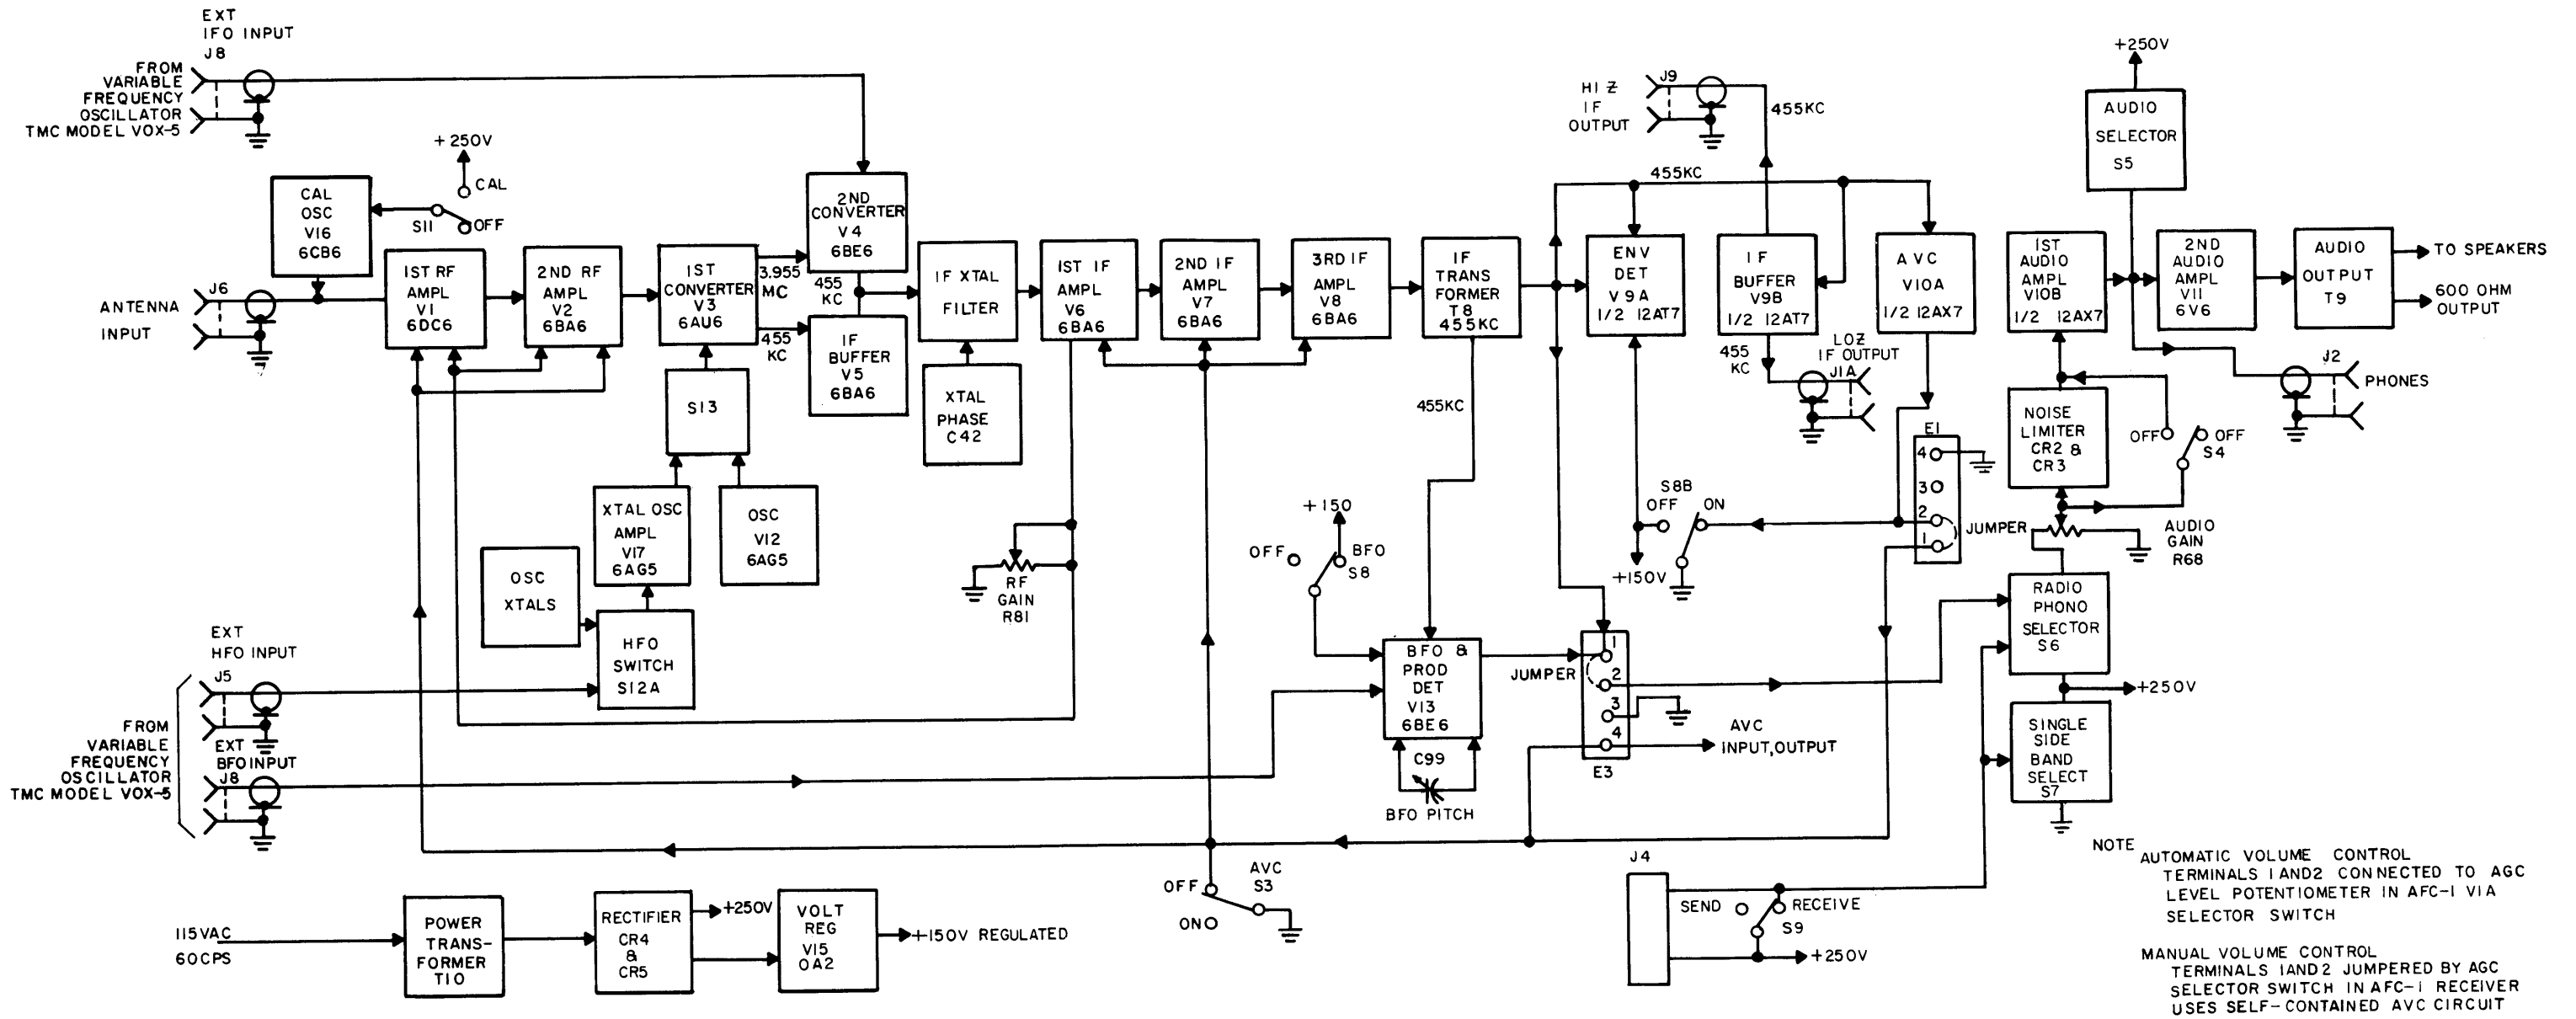 EXT
IFO INPUT
J8
FROM
VARIABLE
FREQUENCY
OSCILLATOR
TMC MODEL VOX-5
+250V
CAL
OFF
S11
CAL
OSC
V16
6CB6
ANTENNA
INPUT
J6
1ST RF
AMPL
V1
6DC6
2ND RF
AMPL
V2
6BA6
1ST
CONVERTER
V3
6AU6
3.955
MC
455
KC
2ND
CONVERTER
V4
6BE6
455
KC
IF
BUFFER
V5
6BA6
IF XTAL
FILTER
XTAL
PHASE
C42
1ST IF
AMPL
V6
6BA6
2ND IF
AMPL
V7
6BA6
3RD IF
AMPL
V8
6BA6
IF
TRANS
FORMER
T8
455KC
455KC
HI Z
IF
OUTPUT
J9
455KC
455KC
ENV
DET
V9A
1/2 12AT7
IF
BUFFER
V9B
1/2 12AT7
455
KC
LO Z
IF OUTPUT
J1A
AVC
V10A
1/2 12AX7
+250V
AUDIO
SELECTOR
S5
1ST
AUDIO
AMPL
V10B
1/2 12AX7
2ND
AUDIO
AMPL
V11
6V6
AUDIO
OUTPUT
T9
TO SPEAKERS
600 OHM
OUTPUT
J2
PHONES
NOISE
LIMITER
CR2 &
CR3
OFF
OFF
S4
E1
4
3
2
1
JUMPER
AUDIO
GAIN
R68
S13
XTAL OSC
AMPL
V17
6AG5
OSC
V12
6AG5
OSC
XTALS
HFO
SWITCH
S12A
RF
GAIN
R81
+150
OFF
BFO
S8
S8B
OFF
ON
+150V
EXT
HFO INPUT
J5
FROM
VARIABLE
FREQUENCY
OSCILLATOR
TMC MODEL VOX-5
EXT
BFO INPUT
J8
BFO &
PROD
DET
V13
6BE6
C99
BFO PITCH
JUMPER
1
2
3
4
E3
AVC
INPUT,OUTPUT
RADIO
PHONO
SELECTOR
S6
+250V
SINGLE
SIDE
BAND
SELECT
S7
AVC
S3
OFF
ON
J4
SEND
RECEIVE
S9
+250V
115VAC
60CPS
POWER
TRANS-
FORMER
T10
RECTIFIER
CR4
&
CR5
+250V
VOLT
REG
V15
OA2
+150V REGULATED
NOTE
AUTOMATIC VOLUME CONTROL
TERMINALS 1AND2 CONNECTED TO AGC
LEVEL POTENTIOMETER IN AFC-1 VIA
SELECTOR SWITCH
MANUAL VOLUME CONTROL
TERMINALS 1AND2 JUMPERED BY AGC
SELECTOR SWITCH IN AFC-1 RECEIVER
USES SELF-CONTAINED AVC CIRCUIT